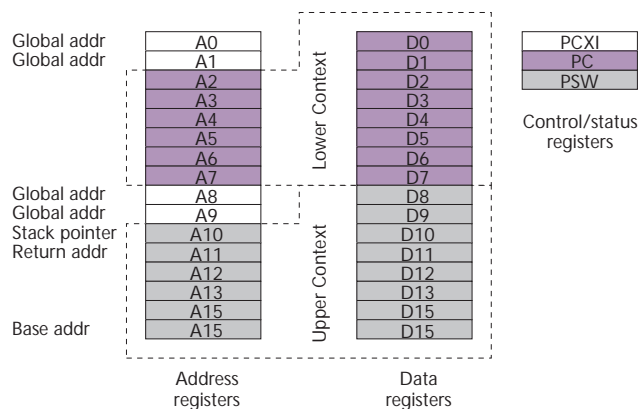 Global addr A0 D0 PCXI
Global addr A1 D1 PC
A2 D2 PSW
A3 D3
A4 D4 Control/status
A5 D5 registers
A6 D6
A7 D7
Lower Context
Global addr A8 D8
Global addr A9 D9
Stack pointer A10 D10
Return addr A11 D11
A12 D12
A13 D13
A15 D15
Base addr A15 D15
Upper Context
Address Data
registers registers